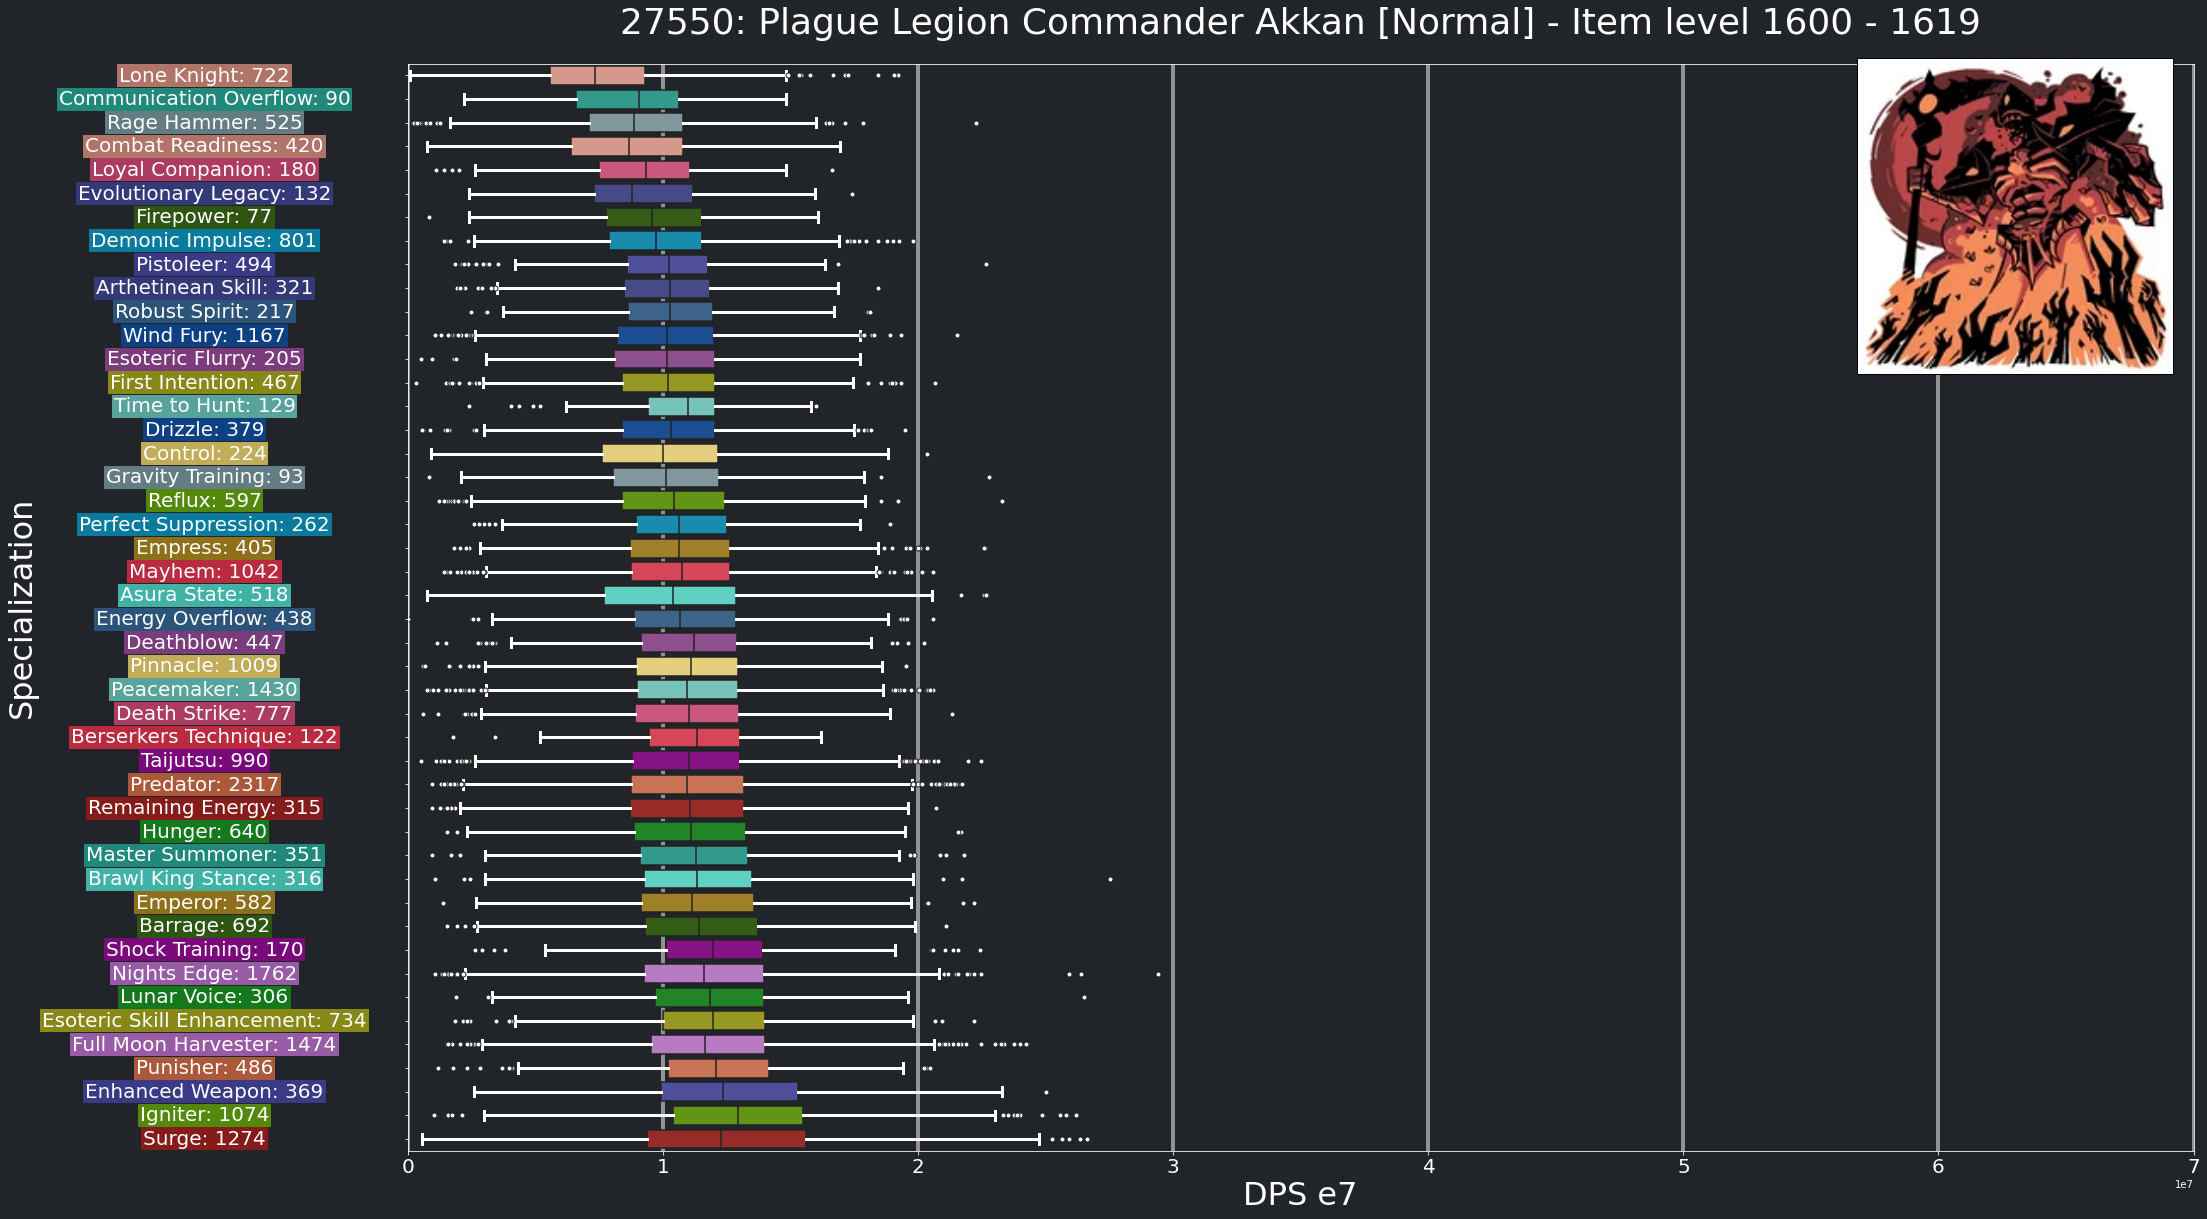 27550: Plague Legion Commander Akkan [Normal] - Item level 1600 - 1619
Specialization
Lone Knight: 722
Communication Overflow: 90
Rage Hammer: 525
Combat Readiness: 420
Loyal Companion: 180
Evolutionary Legacy: 132
Firepower: 77
Demonic Impulse: 801
Pistoleer: 494
Arthetinean Skill: 321
Robust Spirit: 217
Wind Fury: 1167
Esoteric Flurry: 205
First Intention: 467
Time to Hunt: 129
Drizzle: 379
Control: 224
Gravity Training: 93
Reflux: 597
Perfect Suppression: 262
Empress: 405
Mayhem: 1042
Asura State: 518
Energy Overflow: 438
Deathblow: 447
Pinnacle: 1009
Peacemaker: 1430
Death Strike: 777
Berserkers Technique: 122
Taijutsu: 990
Predator: 2317
Remaining Energy: 315
Hunger: 640
Master Summoner: 351
Brawl King Stance: 316
Emperor: 582
Barrage: 692
Shock Training: 170
Nights Edge: 1762
Lunar Voice: 306
Esoteric Skill Enhancement: 734
Full Moon Harvester: 1474
Punisher: 486
Enhanced Weapon: 369
Igniter: 1074
Surge: 1274
0 1 2 3 4 5 6 7
1e7
DPS e7